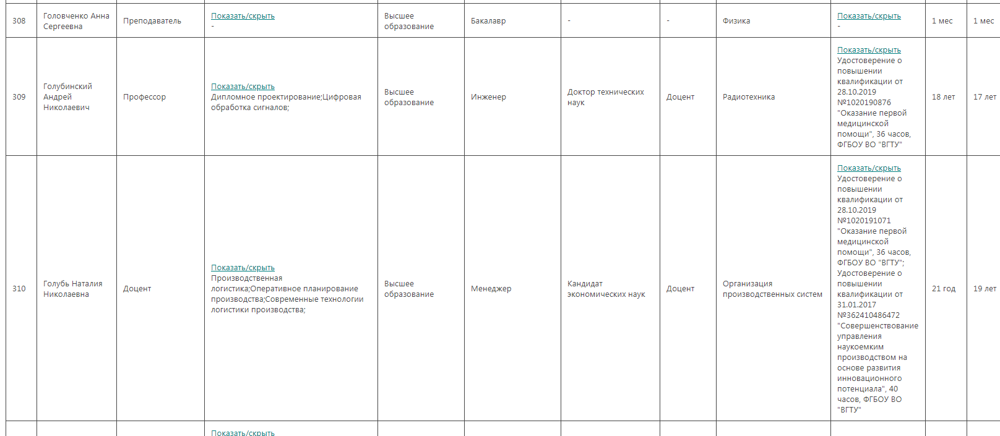 308
Головченко Анна
Сергеевна
Преподаватель
Показать/скрыть
-
Высшее
образование
Бакалавр
-
-
Физика
Показать/скрыть
-
1 мес
1 мес
309
Голубинский
Андрей
Николаевич
Профессор
Показать/скрыть
Дипломное проектирование;Цифровая
обработка сигналов;
Высшее
образование
Инженер
Доктор технических
наук
Доцент
Радиотехника
Показать/скрыть
Удостоверение о
повышении
квалификации от
28.10.2019
№1020190876
"Оказание первой
медицинской
помощи", 36 часов,
ФГБОУ ВО "ВГТУ"
18 лет
17 лет
310
Голубь Наталия
Николаевна
Доцент
Показать/скрыть
Производственная
логистика;Оперативное планирование
производства;Современные технологии
логистики производства;
Высшее
образование
Менеджер
Кандидат
экономических наук
Доцент
Организация
производственных систем
Показать/скрыть
Удостоверение о
повышении
квалификации от
28.10.2019
№1020191071
"Оказание первой
медицинской
помощи", 36 часов,
ФГБОУ ВО "ВГТУ";
Удостоверение о
повышении
квалификации от
31.01.2017
№362410486472
"Совершенствование
управления
наукоемким
производством на
основе развития
инновационного
потенциала", 40
часов, ФГБОУ ВО
"ВГТУ"
21 год
19 лет
Показать/скрыть